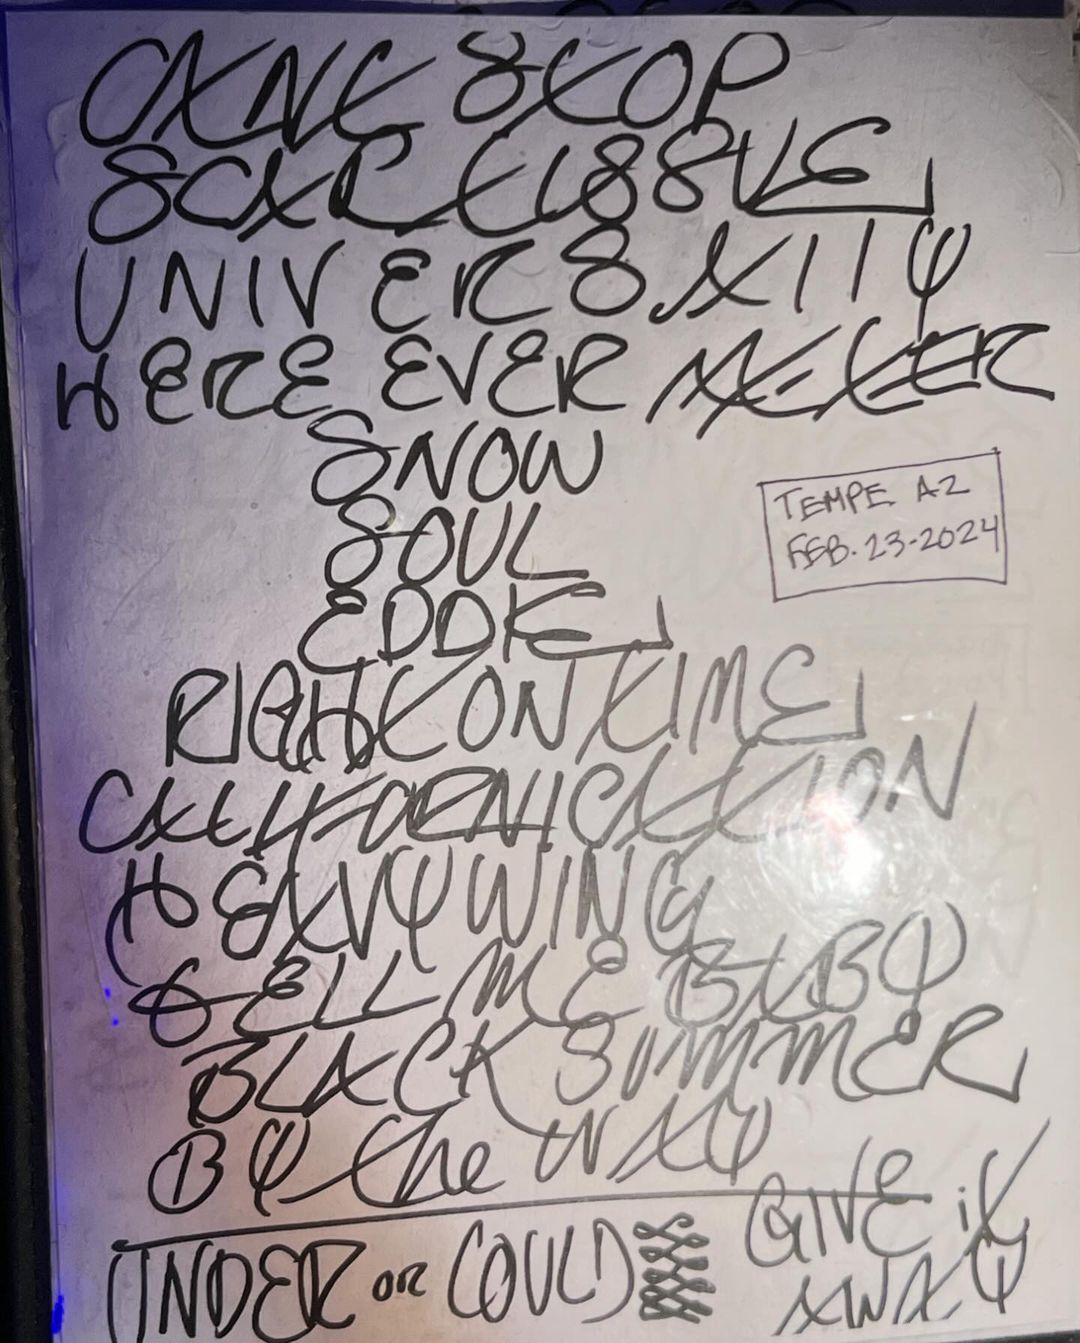 CAN'T STOP
SCAR TISSUE
UNIVERSALLY
HERE EVER AFTER
SNOW
SOUL
EDDIE
RIGHT ON TIME
CALIFORNICATION
HEAVY WING
TELL ME BABY
BLACK SUMMER
BY the WAY
TEMPE AZ
FEB. 23-2024
UNDER OR COULD
GIVE it
AWAY